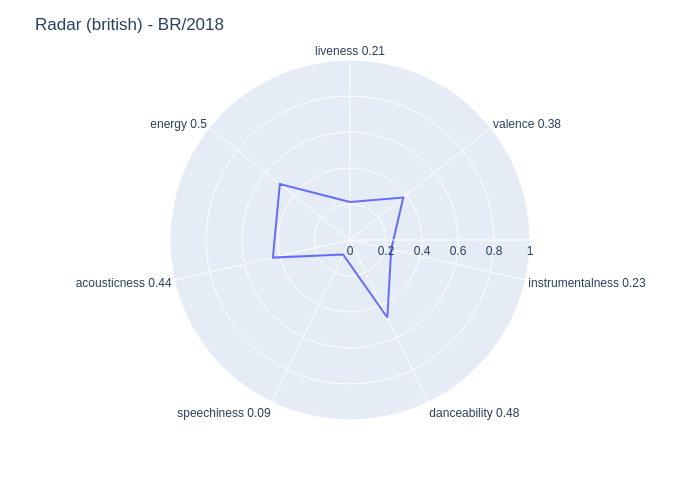 Radar (british) - BR/2018
liveness 0.21
energy 0.5
valence 0.38
0 0.2 0.4 0.6 0.8 1
acousticness 0.44
instrumentalness 0.23
speechiness 0.09
danceability 0.48